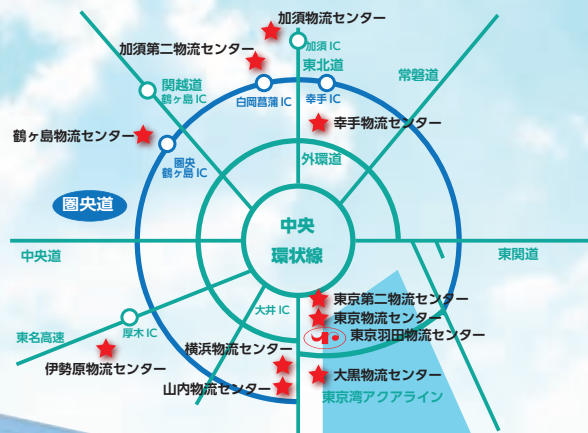 加須物流センター
加須IC
加須第二物流センター
東北道
関越道
鶴ヶ島IC
白岡菖蒲IC
幸手IC
常磐道
幸手物流センター
鶴ヶ島物流センター
外環道
圏央
鶴ヶ島IC
圏央道
中央
環状線
中央道
東関道
東京第二物流センター
大井IC
東京物流センター
東京羽田物流センター
東名高速
厚木IC
横浜物流センター
伊勢原物流センター
大黒物流センター
山内物流センター
東京湾アクアライン